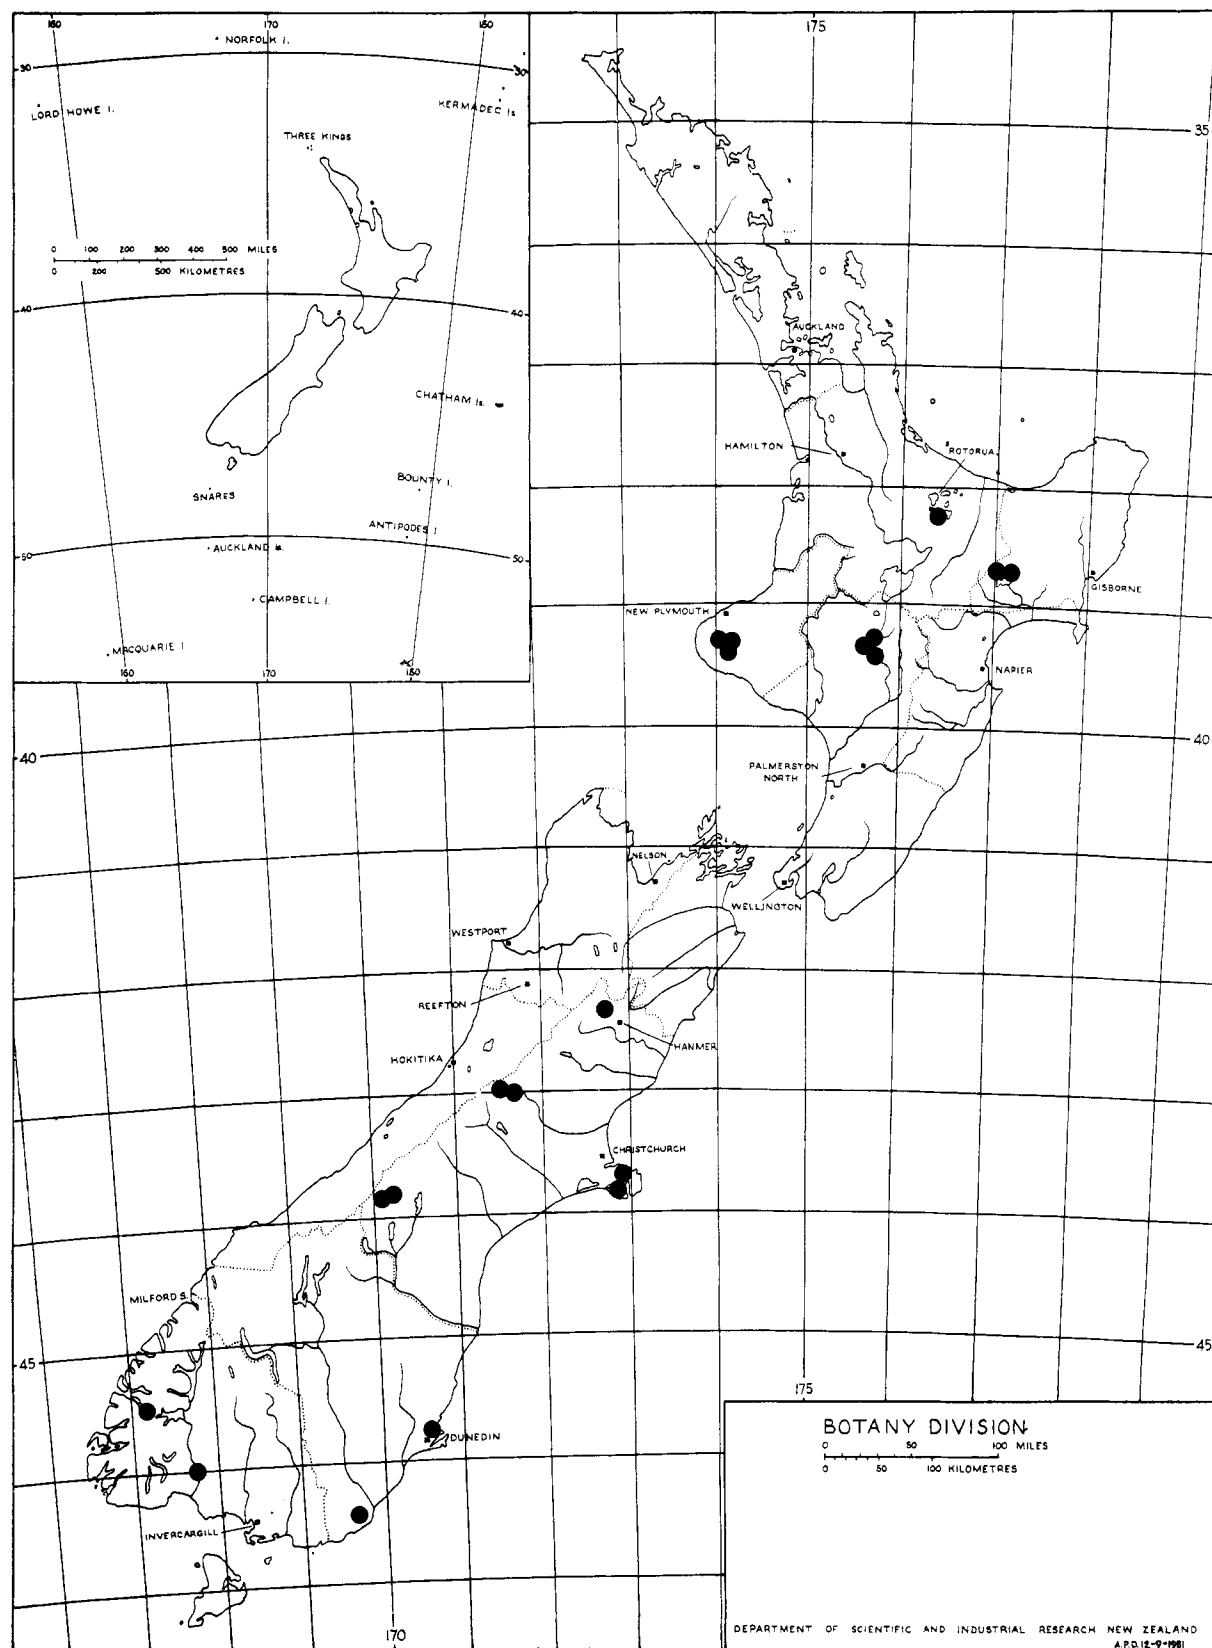 160
170
180
NORFOLK I.
30
30
LORD HOWE I.
KERMADEC Is
THREE KINGS
0 100 200 300 400 500 MILES
0 200 500 KILOMETRES
40
40
CHATHAM Is.
SNARES
BOUNTY I.
ANTIPODES I
50
AUCKLAND Is.
50
CAMPBELL I.
MACQUARIE I
160
170
180
175
35
AUCKLAND
HAMILTON
ROTORUA
GISBORNE
NEW PLYMOUTH
NAPIER
40
40
PALMERSTON
NORTH
NELSON
WELLINGTON
WESTPORT
REEFTON
HANMER
HOKITIKA
CHRISTCHURCH
MILFORD S.
45
45
175
DUNEDIN
INVERCARGILL
170
BOTANY DIVISION
0 50 100 MILES
0 50 100 KILOMETRES
DEPARTMENT OF SCIENTIFIC AND INDUSTRIAL RESEARCH NEW ZEALAND
A.P.D. 12-9-1951